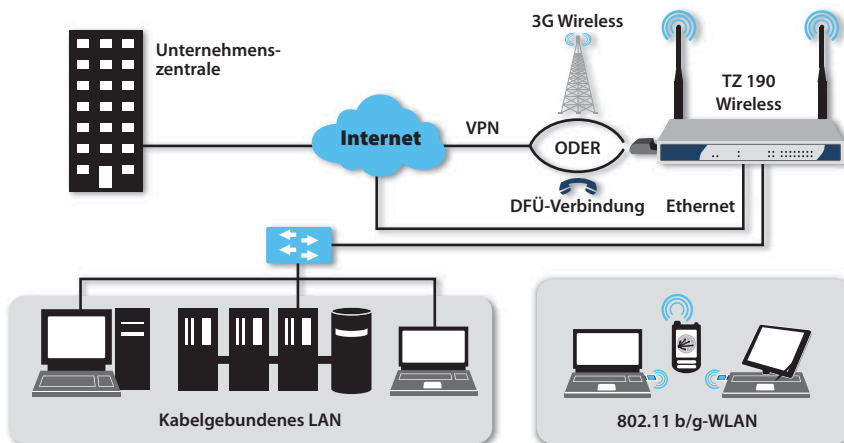 Unternehmens-
zentrale
3G Wireless
TZ 190
Wireless
Internet
VPN
ODER
DFÜ-Verbindung
Ethernet
Kabelgebundenes LAN
802.11 b/g-WLAN